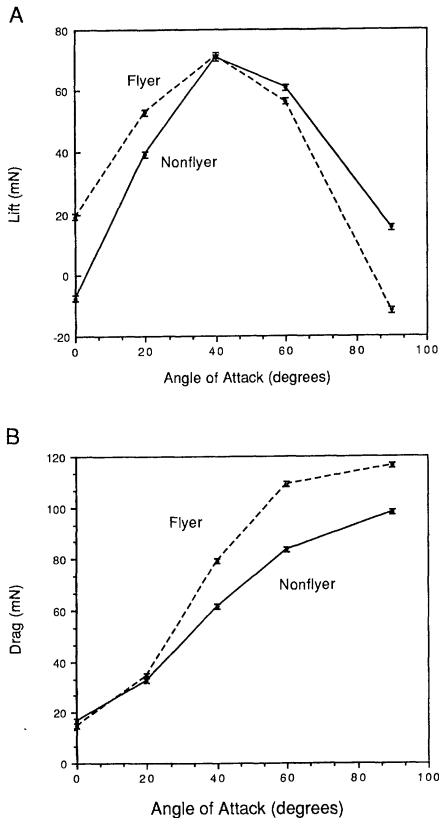 A
80
60
40
20
0
-20
Lift (mN)
Flyer
Nonflyer
0 20 40 60 80 100
Angle of Attack (degrees)
B
120
100
80
60
40
20
0
Drag (mN)
Flyer
Nonflyer
0 20 40 60 80 100
Angle of Attack (degrees)